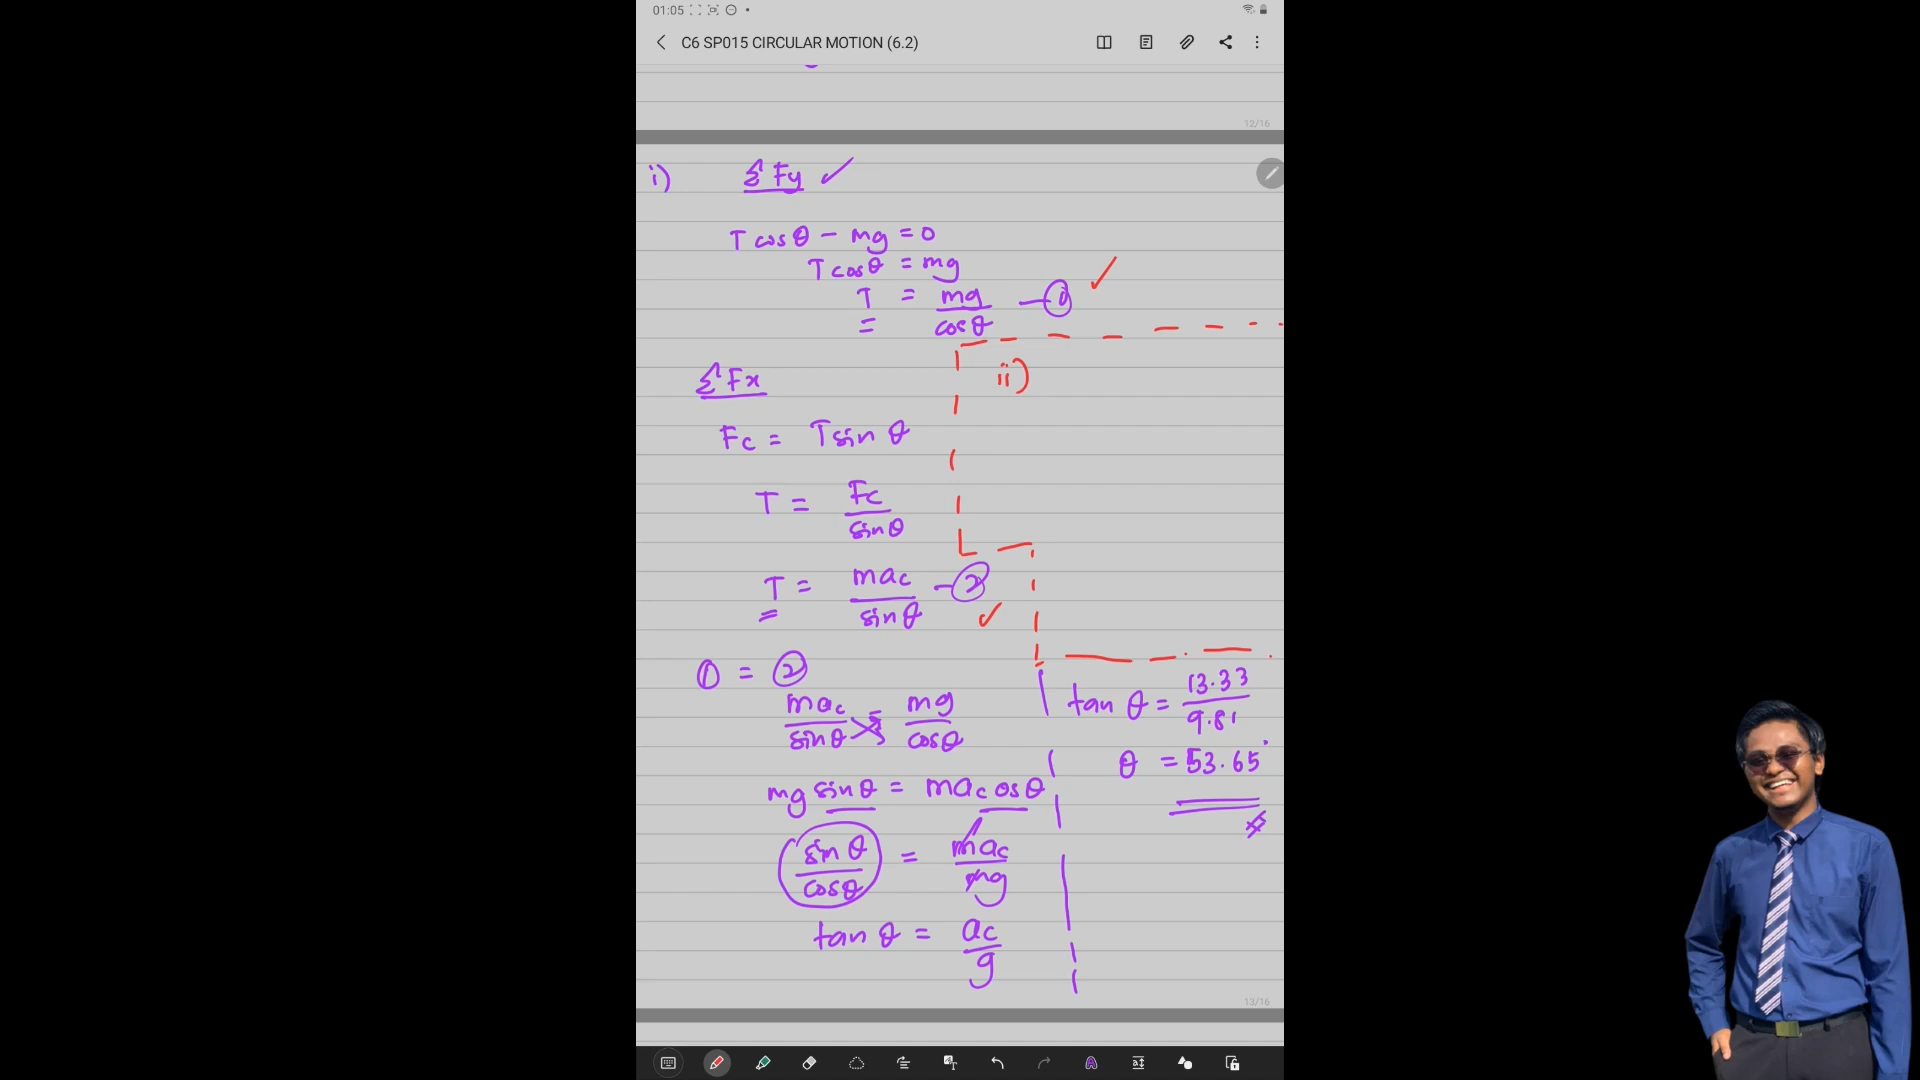 01:05
C6 SP015 CIRCULAR MOTION (6.2)
12/16
i) ΣFy ✓
T cos θ - mg = 0
T cos θ = mg
T = mg/cos θ — ① ✓
ii)
ΣFx
Fc = T sin θ
T = Fc/sin θ
T = mac/sin θ — ② ✓
① = ②
mac/sin θ = mg/cos θ
mg sin θ = mac cos θ
sin θ/cos θ = mac/mg
tan θ = ac/g
tan θ = 13.33/9.81
θ = 53.65°
13/16